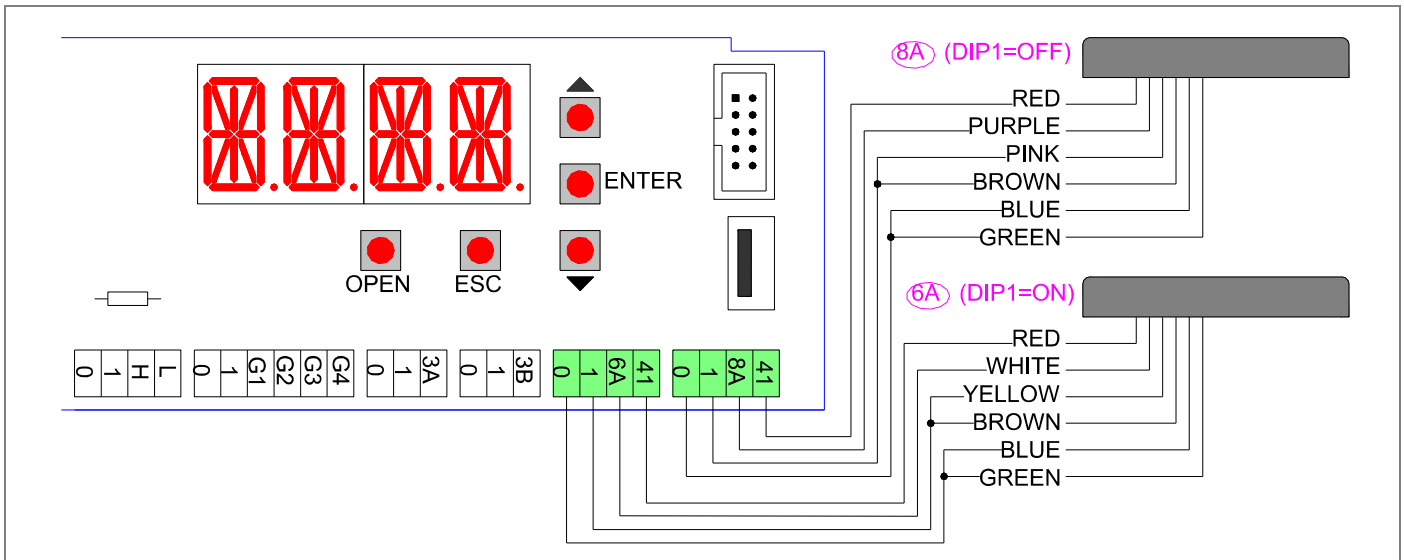 8A (DIP1=OFF)
RED
PURPLE
PINK
BROWN
BLUE
GREEN
ENTER
OPEN ESC
6A (DIP1=ON)
RED
WHITE
YELLOW
BROWN
BLUE
GREEN
0 1 H L 0 1 G1 G2 G3 G4 0 1 3A 0 1 3B 0 1 6A 41 0 1 8A 41